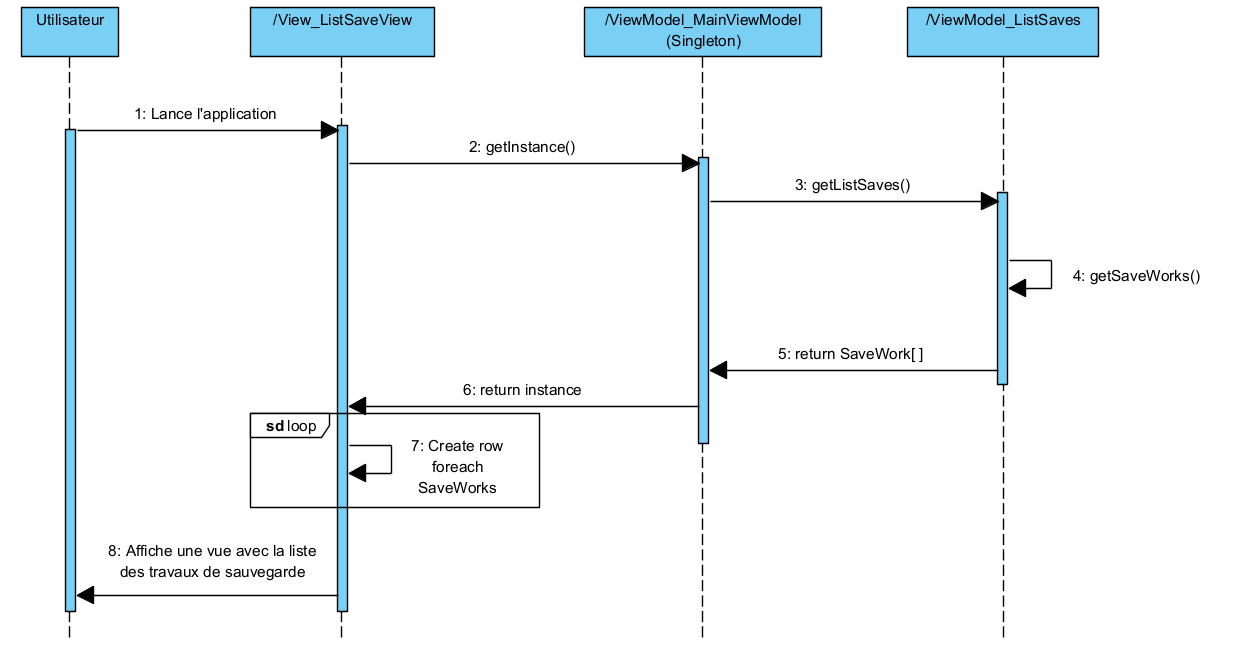 Utilisateur
/View_ListSaveView
/ViewModel_MainViewModel
(Singleton)
/ViewModel_ListSaves
1: Lance l'application
2: getInstance()
3: getListSaves()
4: getSaveWorks()
5: return SaveWork[ ]
6: return instance
sd loop
7: Create row
foreach
SaveWorks
8: Affiche une vue avec la liste
des travaux de sauvegarde